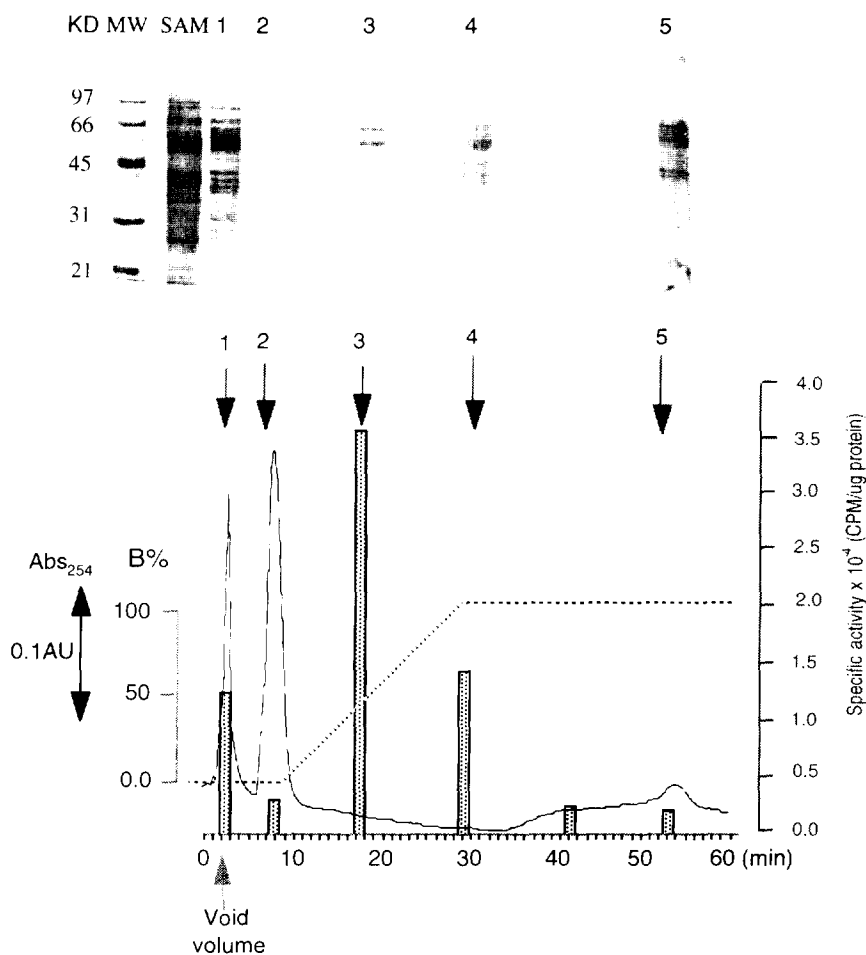 KD MW SAM 1 2 3 4 5
97
66
45
31
21
1 2 3 4 5
Abs254 B%
0.1AU
100
50
0.0
4.0
3.5
3.0
2.5
2.0
1.5
1.0
0.5
0.0
Specific activity x 10⁻⁴ (CPM/ug protein)
0 10 20 30 40 50 60 (min)
Void
volume